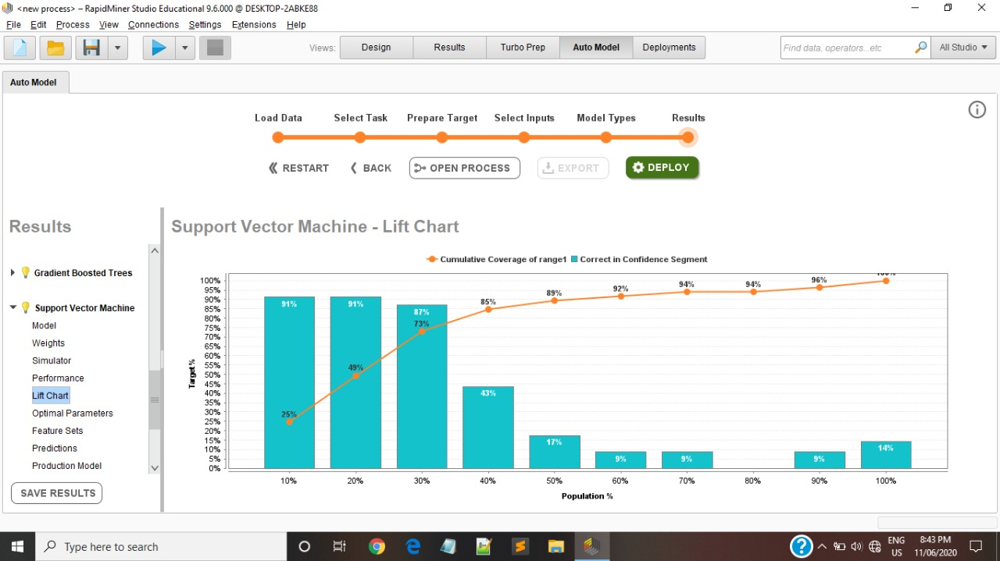 <new process> – RapidMiner Studio Educational 9.6.000 @ DESKTOP-2ABKE88
File Edit Process View Connections Settings Extensions Help
Views: Design Results Turbo Prep Auto Model Deployments Find data, operators...etc All Studio
Auto Model
Load Data Select Task Prepare Target Select Inputs Model Types Results
RESTART BACK OPEN PROCESS EXPORT DEPLOY
Results
Gradient Boosted Trees
Support Vector Machine
Model
Weights
Simulator
Performance
Lift Chart
Optimal Parameters
Feature Sets
Predictions
Production Model
SAVE RESULTS
Support Vector Machine - Lift Chart
Cumulative Coverage of range1 Correct in Confidence Segment
Target %
100%
95%
90%
85%
80%
75%
70%
65%
60%
55%
50%
45%
40%
35%
30%
25%
20%
15%
10%
5%
0%
25% 49% 73% 85% 89% 92% 94% 94% 96% 100%
91% 91% 87% 43% 17% 9% 9% 9% 14%
10% 20% 30% 40% 50% 60% 70% 80% 90% 100%
Population %
Type here to search
ENG
US
8:43 PM
11/06/2020